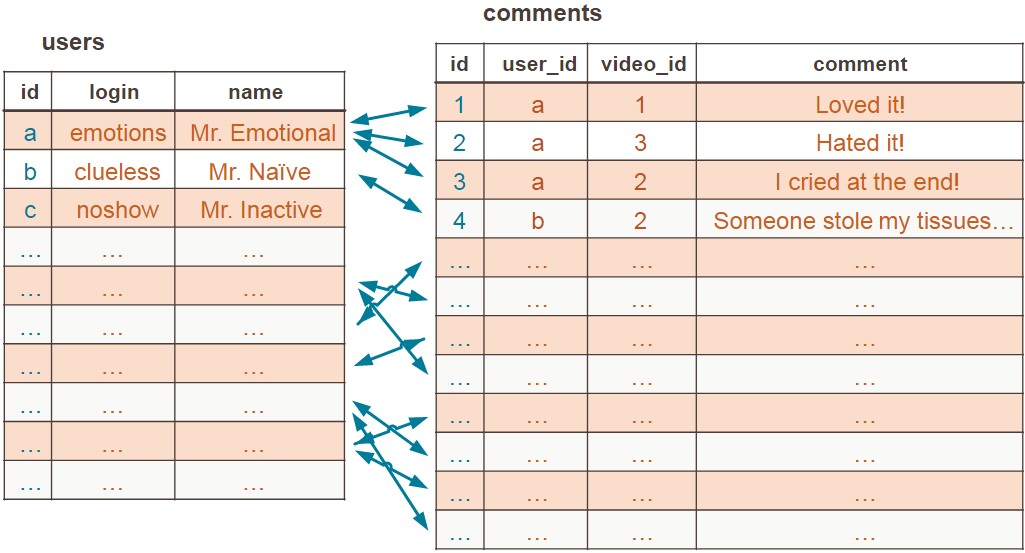 comments
users
id user_id video_id comment
id login name
1 a 1 Loved it!
a emotions Mr. Emotional
2 a 3 Hated it!
b clueless Mr. Naïve
3 a 2 I cried at the end!
c noshow Mr. Inactive
4 b 2 Someone stole my tissues…
… … …
… … … …
… … …
… … … …
… … …
… … … …
… … …
… … … …
… … …
… … … …
… … …
… … … …
… … …
… … … …
… … … …